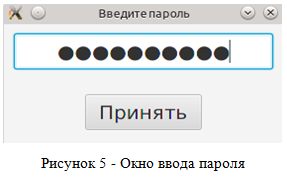 Введите пароль
●●●●●●●●●●
Принять
Рисунок 5 - Окно ввода пароля